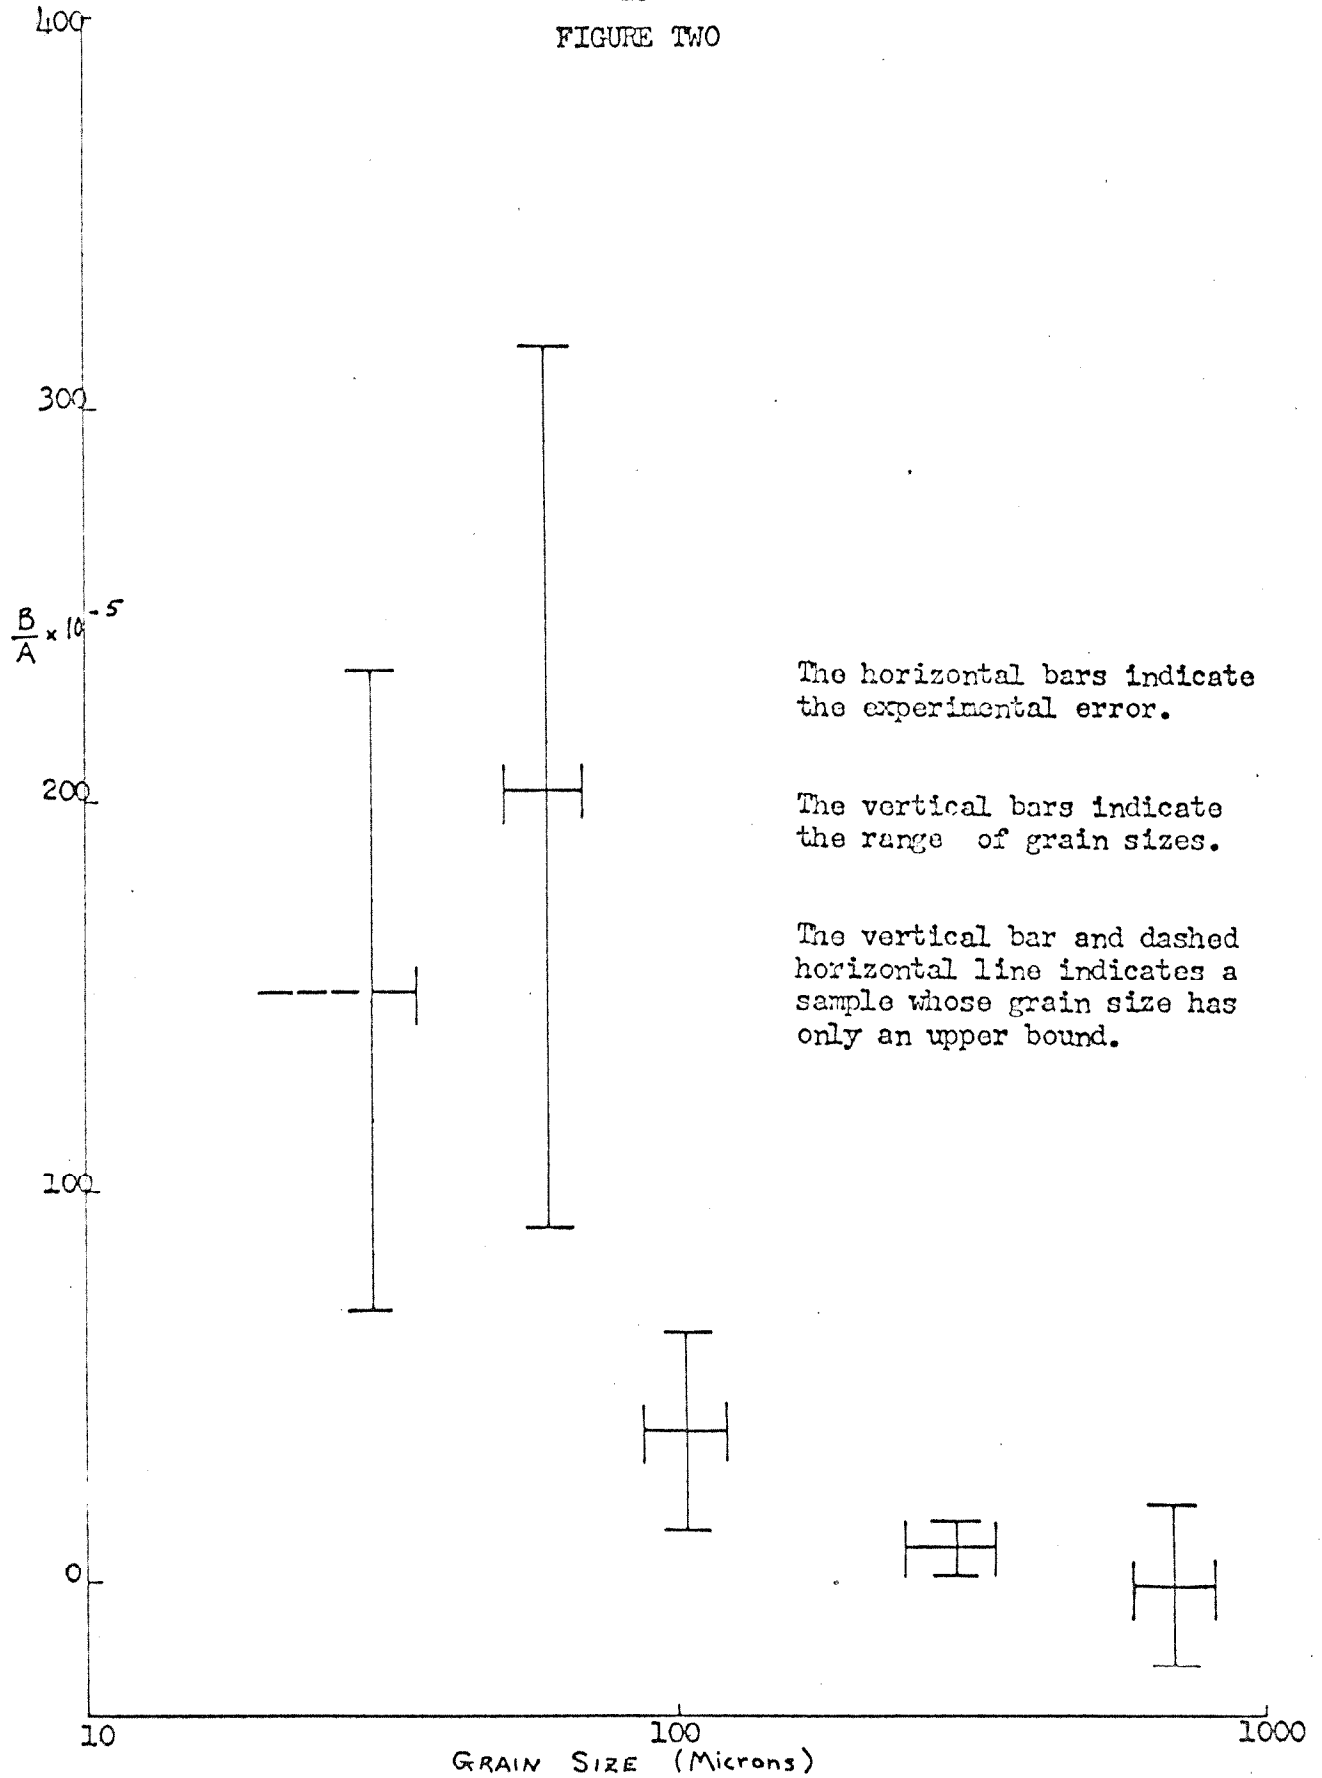 FIGURE TWO
400
300
B/A × 10⁻⁵
200
100
0
The horizontal bars indicate
the experimental error.
The vertical bars indicate
the range of grain sizes.
The vertical bar and dashed
horizontal line indicates a
sample whose grain size has
only an upper bound.
10 100 1000
GRAIN SIZE (Microns)